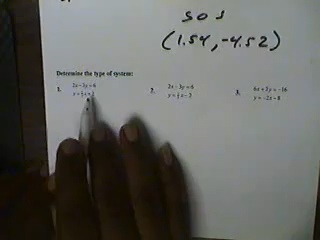 SOS
(1.54, -4.52)
Determine the type of system:
1.
2x - 3y = 6
2.
2x - 3y = 6
3.
6x + 3y = -16
y = -2x - 8